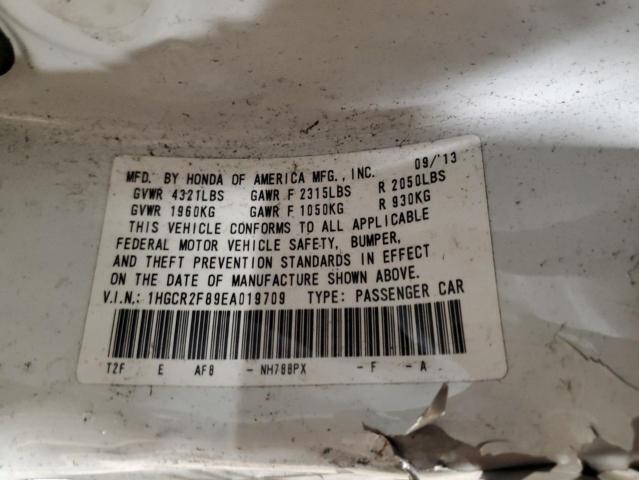 MFD. BY HONDA OF AMERICA MFG., INC. 09/'13
GVWR 4321LBS GAWR F 2315LBS R 2050LBS
GVWR 1960KG GAWR F 1050KG R 930KG
THIS VEHICLE CONFORMS TO ALL APPLICABLE
FEDERAL MOTOR VEHICLE SAFETY, BUMPER,
AND THEFT PREVENTION STANDARDS IN EFFECT
ON THE DATE OF MANUFACTURE SHOWN ABOVE.
V.I.N.: 1HGCR2F89EA019709 TYPE: PASSENGER CAR
T2F E AF8 - NH788PX - F - A